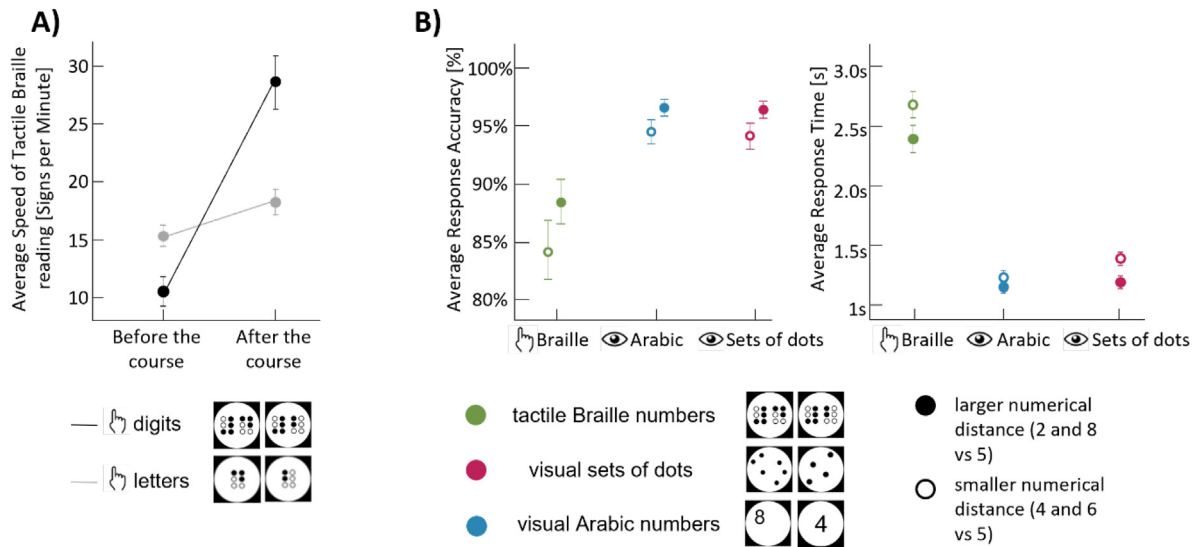 A)
Average Speed of Tactile Braille
reading [Signs per Minute]
30
25
20
15
10
Before the
course
After the
course
digits
letters
B)
Average Response Accuracy [%]
100%
95%
90%
85%
80%
Braille
Arabic
Sets of dots
Average Response Time [s]
3.0s
2.5s
2.0s
1.5s
1s
Braille
Arabic
Sets of dots
tactile Braille numbers
visual sets of dots
visual Arabic numbers
8
4
larger numerical
distance (2 and 8
vs 5)
smaller numerical
distance (4 and 6
vs 5)